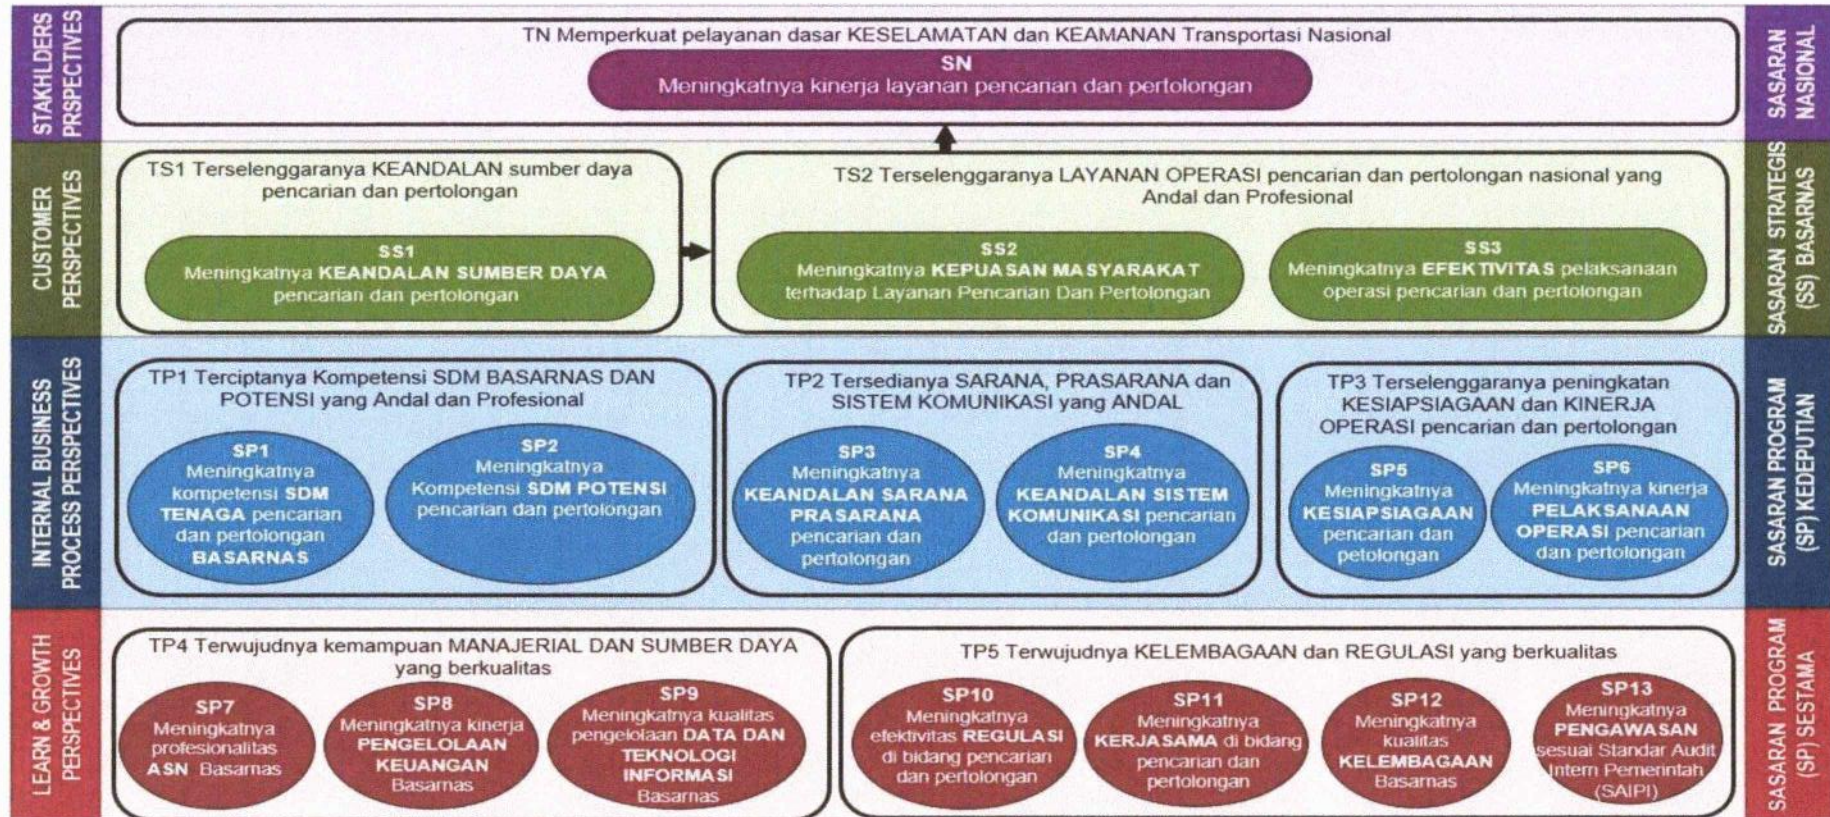 STAKHLDERS
PRSPECTIVES
TN Memperkuat pelayanan dasar KESELAMATAN dan KEAMANAN Transportasi Nasional
SN
Meningkatnya kinerja layanan pencarian dan pertolongan
SASARAN
NASIONAL
CUSTOMER
PERSPECTIVES
TS1 Terselenggaranya KEANDALAN sumber daya
pencarian dan pertolongan
SS1
Meningkatnya KEANDALAN SUMBER DAYA
pencarian dan pertolongan
TS2 Terselenggaranya LAYANAN OPERASI pencarian dan pertolongan nasional yang
Andal dan Profesional
SS2
Meningkatnya KEPUASAN MASYARAKAT
terhadap Layanan Pencarian Dan Pertolongan
SS3
Meningkatnya EFEKTIVITAS pelaksanaan
operasi pencarian dan pertolongan
SASARAN STRATEGIS
(SS) BASARNAS
INTERNAL BUSINESS
PROCESS PERSPECTIVES
TP1 Terciptanya Kompetensi SDM BASARNAS DAN
POTENSI yang Andal dan Profesional
SP1
Meningkatnya
kompetensi SDM
TENAGA pencarian
dan pertolongan
BASARNAS
SP2
Meningkatnya
Kompetensi SDM POTENSI
pencarian dan pertolongan
TP2 Tersedianya SARANA, PRASARANA dan
SISTEM KOMUNIKASI yang ANDAL
SP3
Meningkatnya
KEANDALAN SARANA
PRASARANA
pencarian dan
pertolongan
SP4
Meningkatnya
KEANDALAN SISTEM
KOMUNIKASI pencarian
dan pertolongan
TP3 Terselenggaranya peningkatan
KESIAPSIAGAAN dan KINERJA
OPERASI pencarian dan pertolongan
SP5
Meningkatnya
KESIAPSIAGAAN
pencarian dan
petolongan
SP6
Meningkatnya kinerja
PELAKSANAAN
OPERASI pencarian
dan pertolongan
SASARAN PROGRAM
(SP) KEDEPUTIAN
LEARN & GROWTH
PERSPECTIVES
TP4 Terwujudnya kemampuan MANAJERIAL DAN SUMBER DAYA
yang berkualitas
SP7
Meningkatnya
profesionalitas
ASN Basarnas
SP8
Meningkatnya kinerja
PENGELOLAAN
KEUANGAN
Basarnas
SP9
Meningkatnya kualitas
pengelolaan DATA DAN
TEKNOLOGI
INFORMASI
Basarnas
TP5 Terwujudnya KELEMBAGAAN dan REGULASI yang berkualitas
SP10
Meningkatnya
efektivitas REGULASI
di bidang pencarian
dan pertolongan
SP11
Meningkatnya
KERJASAMA di bidang
pencarian dan
pertolongan
SP12
Meningkatnya
kualitas
KELEMBAGAAN
Basarnas
SP13
Meningkatnya
PENGAWASAN
sesuai Standar Audit
Intern Pemerintah
(SAIPI)
SASARAN PROGRAM
(SP) SESTAMA